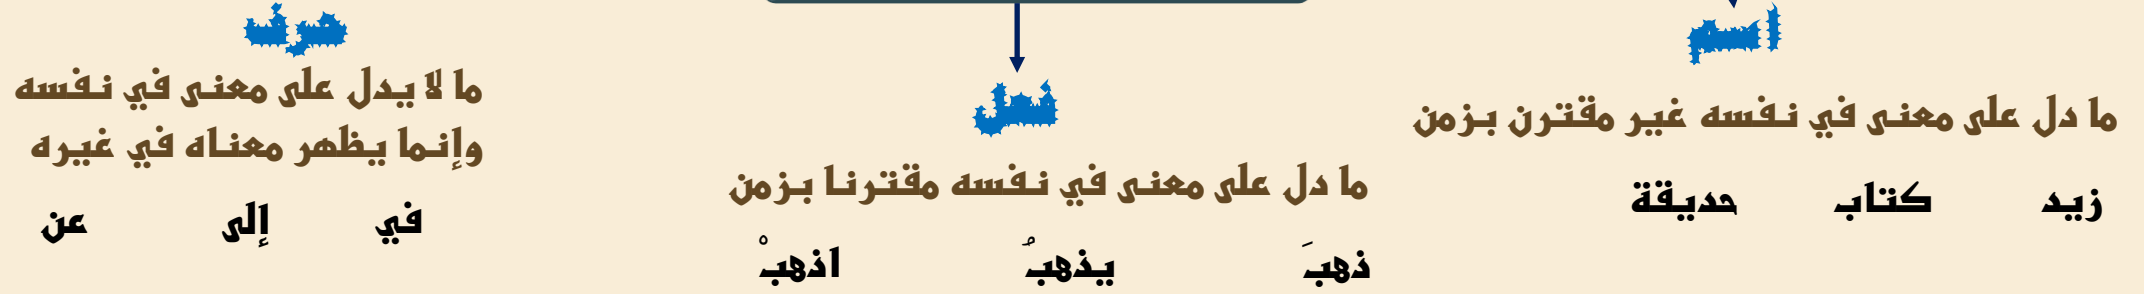 اسم
ما دل على معنى في نفسه غير مقترن بزمن
زيد كتاب حديقة
فعل
ما دل على معنى في نفسه مقترنا بزمن
ذهبَ يذهبُ اذهبْ
حرف
ما لا يدل على معنى في نفسه
وإنما يظهر معناه في غيره
في إلى عن